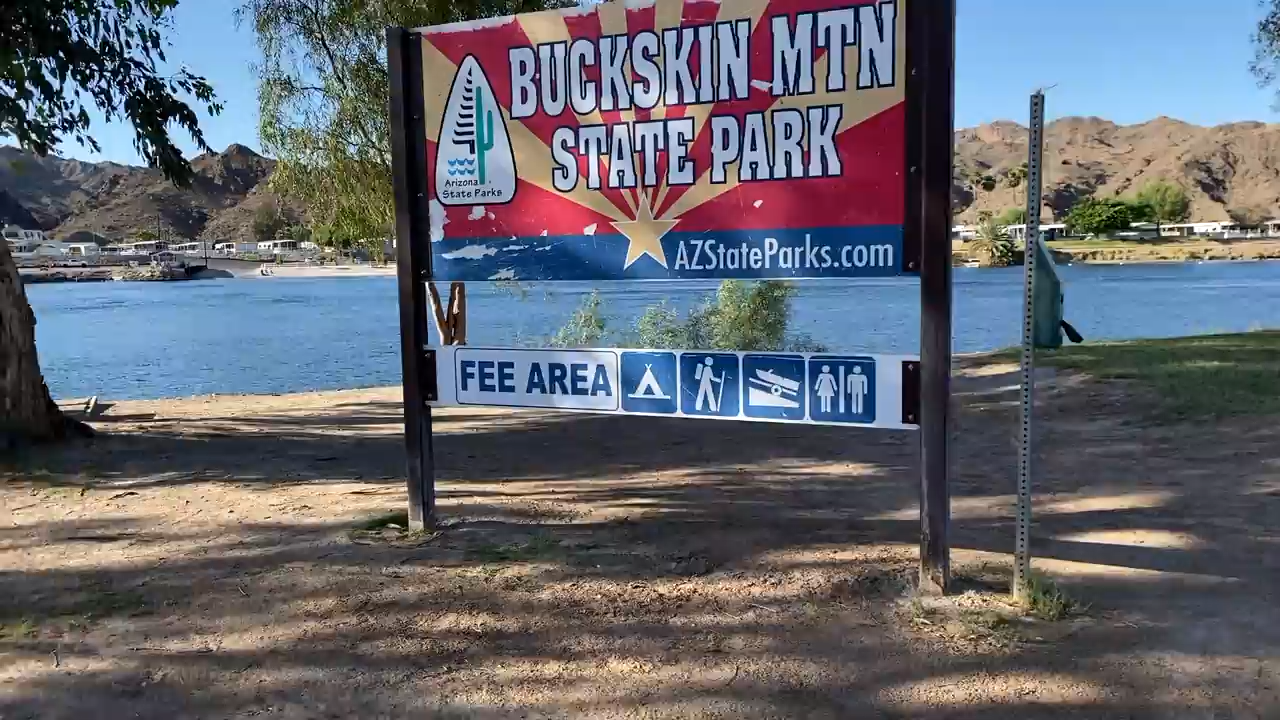 BUCKSKIN MTN
STATE PARK
Arizona
State Parks
AZStateParks.com
FEE AREA